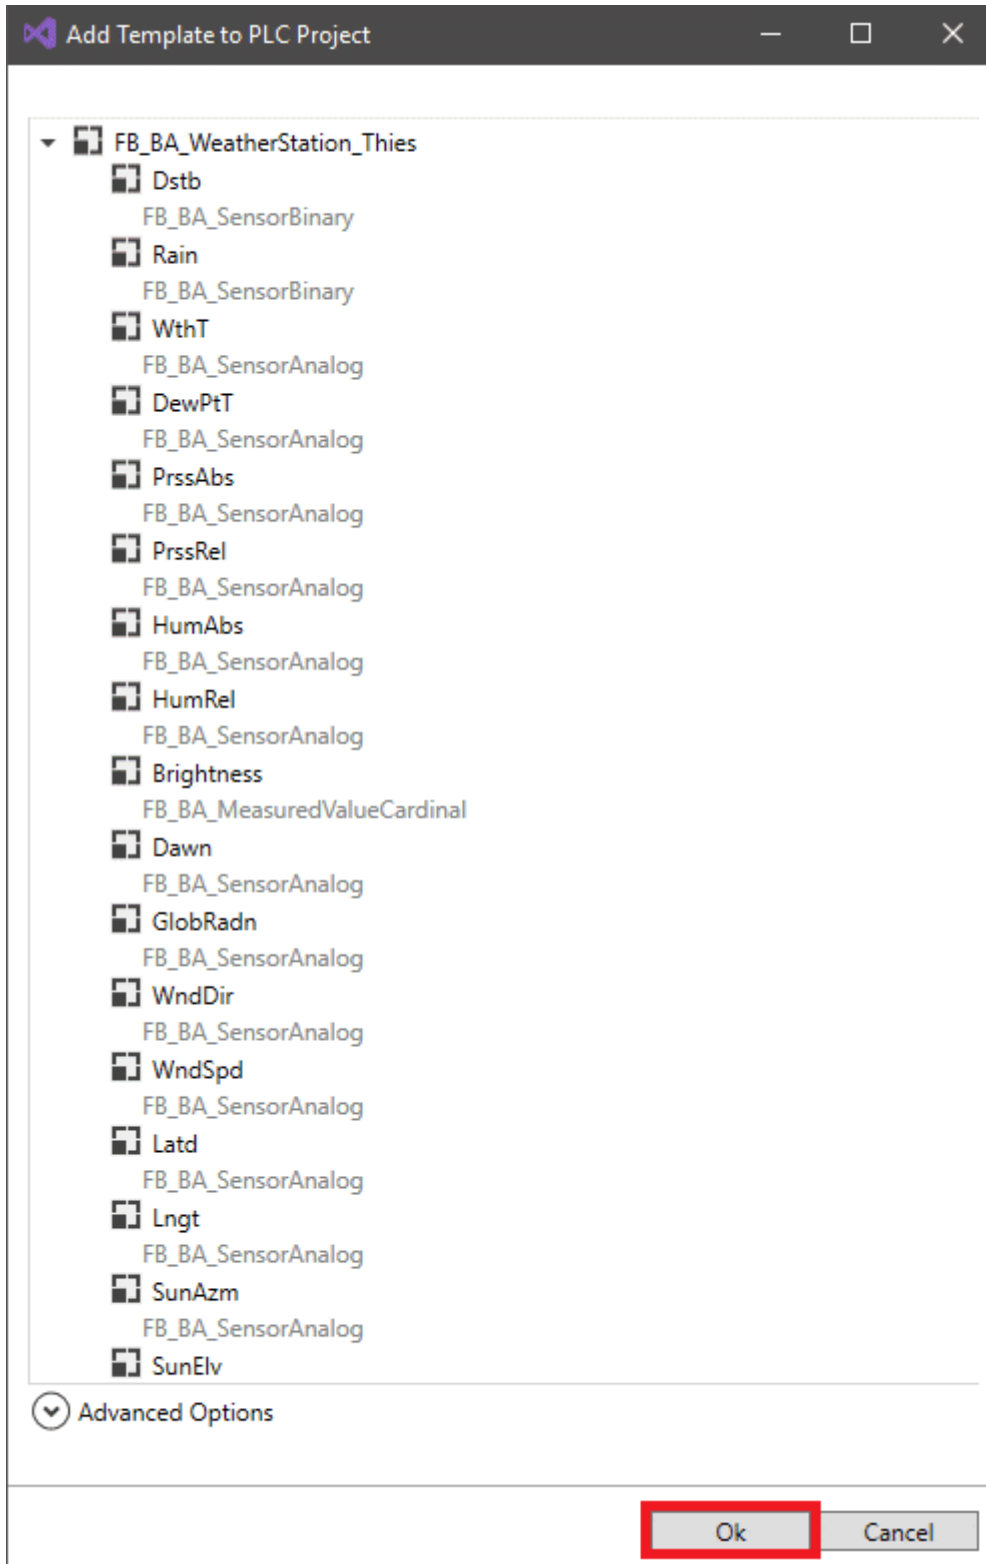 Add Template to PLC Project
FB_BA_WeatherStation_Thies
Dstb
FB_BA_SensorBinary
Rain
FB_BA_SensorBinary
WthT
FB_BA_SensorAnalog
DewPtT
FB_BA_SensorAnalog
PrssAbs
FB_BA_SensorAnalog
PrssRel
FB_BA_SensorAnalog
HumAbs
FB_BA_SensorAnalog
HumRel
FB_BA_SensorAnalog
Brightness
FB_BA_MeasuredValueCardinal
Dawn
FB_BA_SensorAnalog
GlobRadn
FB_BA_SensorAnalog
WndDir
FB_BA_SensorAnalog
WndSpd
FB_BA_SensorAnalog
Latd
FB_BA_SensorAnalog
Lngt
FB_BA_SensorAnalog
SunAzm
FB_BA_SensorAnalog
SunElv
Advanced Options
Ok Cancel